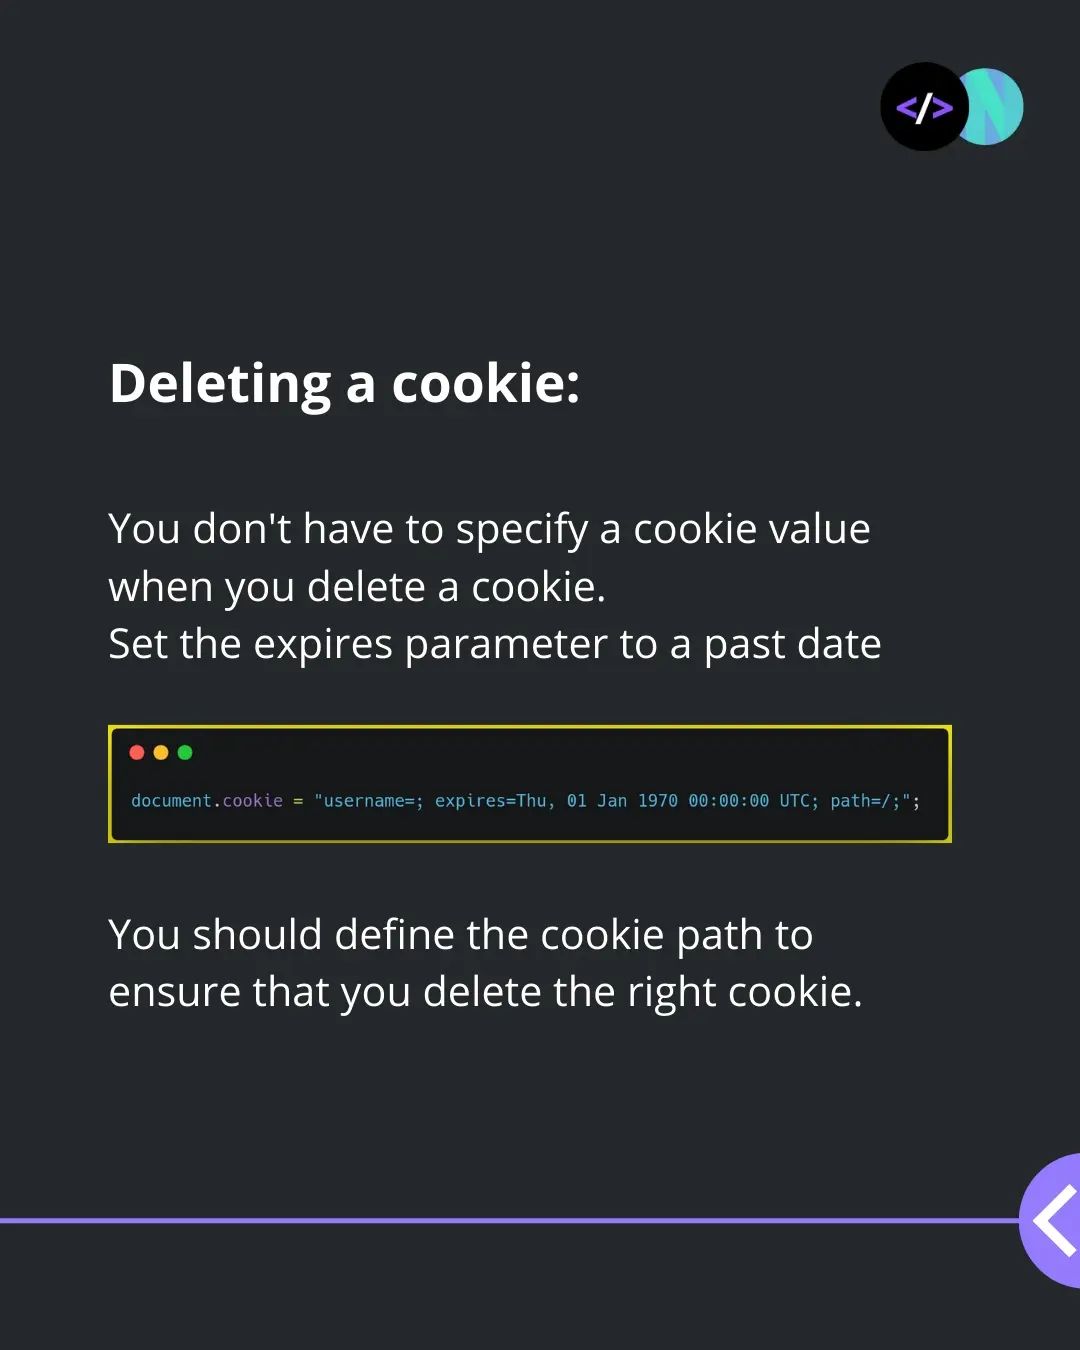 </>
N
Deleting a cookie:
You don't have to specify a cookie value
when you delete a cookie.
Set the expires parameter to a past date
document.cookie = "username=; expires=Thu, 01 Jan 1970 00:00:00 UTC; path=/;";
You should define the cookie path to
ensure that you delete the right cookie.